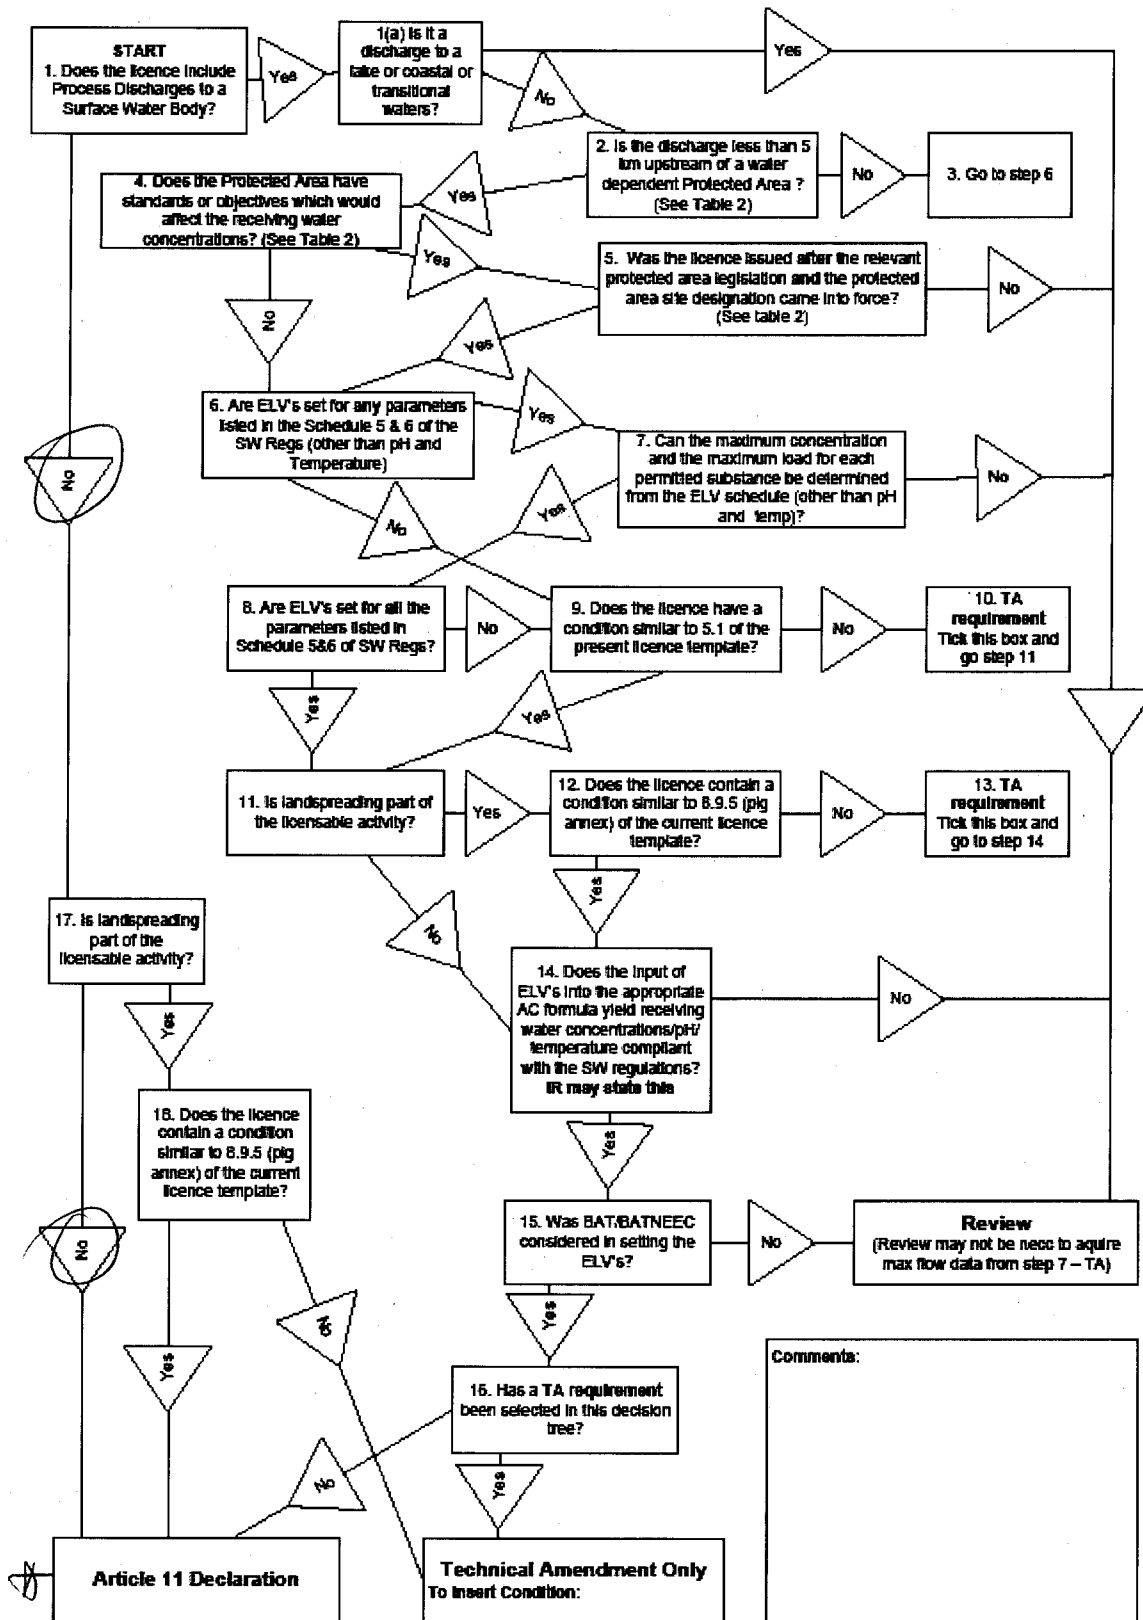 START
1. Does the licence include
Process Discharges to a
Surface Water Body?
Yes
1(a) Is it a
discharge to a
lake or coastal or
transitional
waters?
Yes
No
2. Is the discharge less than 5
km upstream of a water
dependent Protected Area ?
(See Table 2)
No
3. Go to step 6
Yes
4. Does the Protected Area have
standards or objectives which would
affect the receiving water
concentrations? (See Table 2)
Yes
5. Was the licence issued after the relevant
protected area legislation and the protected
area site designation came into force?
(See table 2)
No
No
Yes
6. Are ELV's set for any parameters
listed in the Schedule 5 & 6 of the
SW Regs (other than pH and
Temperature)
Yes
7. Can the maximum concentration
and the maximum load for each
permitted substance be determined
from the ELV schedule (other than pH
and temp)?
No
No
Yes
No
8. Are ELV's set for all the
parameters listed in
Schedule 5&6 of SW Regs?
No
9. Does the licence have a
condition similar to 5.1 of the
present licence template?
No
10. TA
requirement
Tick this box and
go step 11
Yes
Yes
11. Is landspreading part of
the licensable activity?
Yes
12. Does the licence contain a
condition similar to 8.9.5 (pig
annex) of the current licence
template?
No
13. TA
requirement
Tick this box and
go to step 14
Yes
No
17. Is landspreading
part of the
licensable activity?
14. Does the input of
ELV's into the appropriate
AC formula yield receiving
water concentrations/pH/
temperature compliant
with the SW regulations?
IR may state this
No
Yes
18. Does the licence
contain a condition
similar to 8.9.5 (pig
annex) of the current
licence template?
Yes
15. Was BAT/BATNEEC
considered in setting the
ELV's?
No
Review
(Review may not be necc to aquire
max flow data from step 7 – TA)
No
No
Yes
Yes
16. Has a TA requirement
been selected in this decision
tree?
Comments:
No
Yes
Article 11 Declaration
Technical Amendment Only
To Insert Condition: